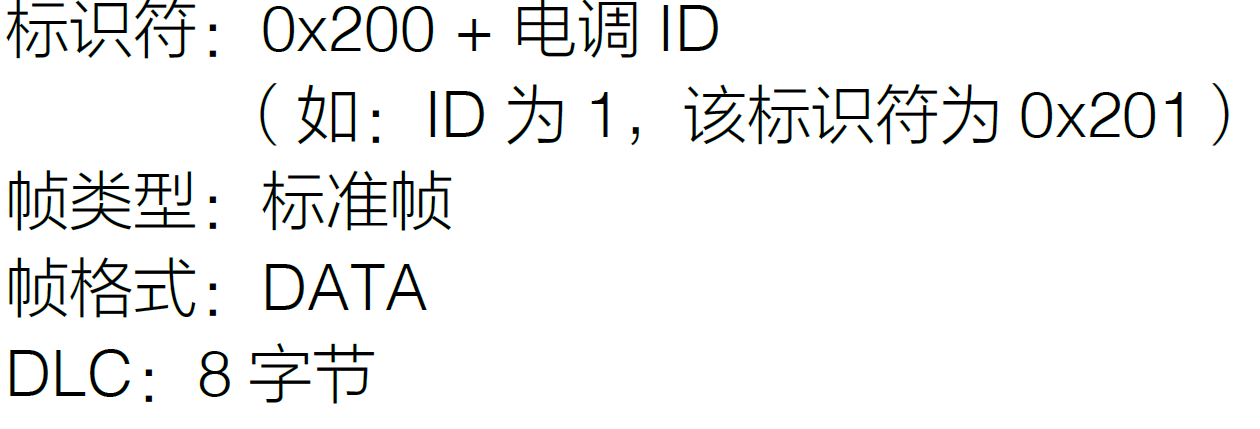 标识符：0x200 + 电调 ID
（如：ID 为 1，该标识符为 0x201）
帧类型：标准帧
帧格式：DATA
DLC：8 字节